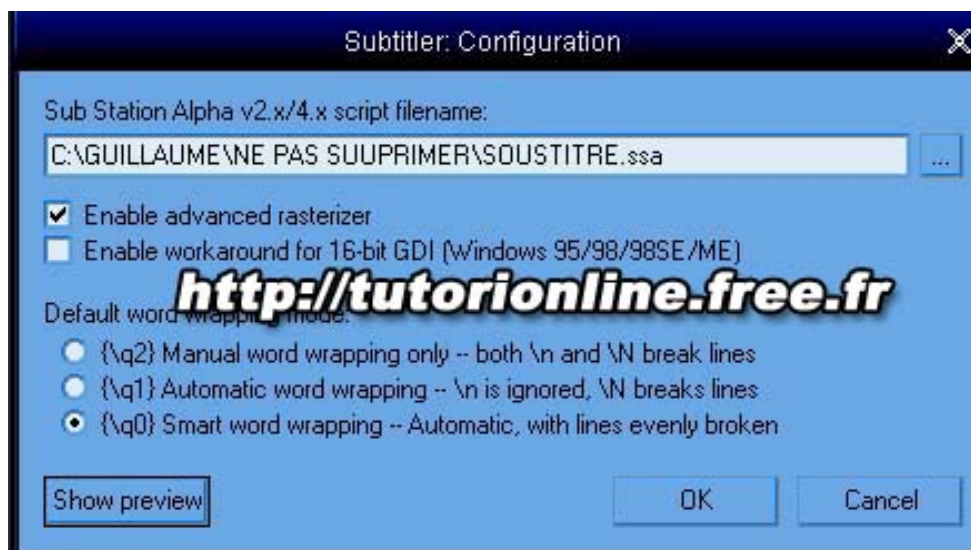 Subtitler: Configuration
Sub Station Alpha v2.x/4.x script filename:
C:\GUILLAUME\NE PAS SUUPRIMER\SOUSTITRE.ssa
...
Enable advanced rasterizer
Enable workaround for 16-bit GDI (Windows 95/98/98SE/ME)
http://tutorionline.free.fr
Default word wrapping mode:
{\q2} Manual word wrapping only -- both \n and \N break lines
{\q1} Automatic word wrapping -- \n is ignored, \N breaks lines
{\q0} Smart word wrapping -- Automatic, with lines evenly broken
Show preview
OK
Cancel